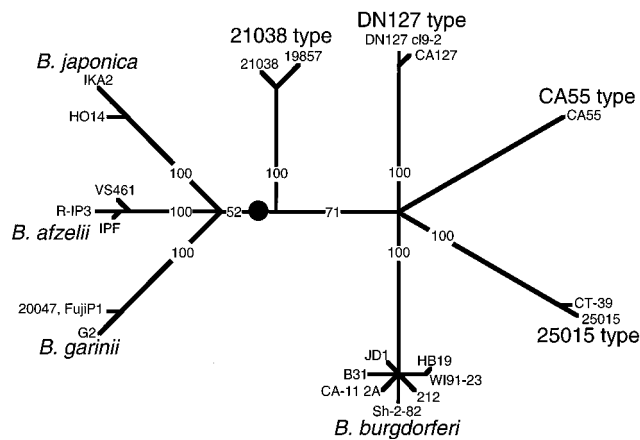 21038 type
21038
19857
DN127 type
DN127 cl9-2
CA127
B. japonica
IKA2
HO14
CA55 type
CA55
100
100
100
VS461
R-IP3
IPF
B. afzelii
100
52
71
100
100
100
20047, FujiP1
G2
B. garinii
CT-39
25015
25015 type
JD1
HB19
B31
WI91-23
CA-11 2A
212
Sh-2-82
B. burgdorferi